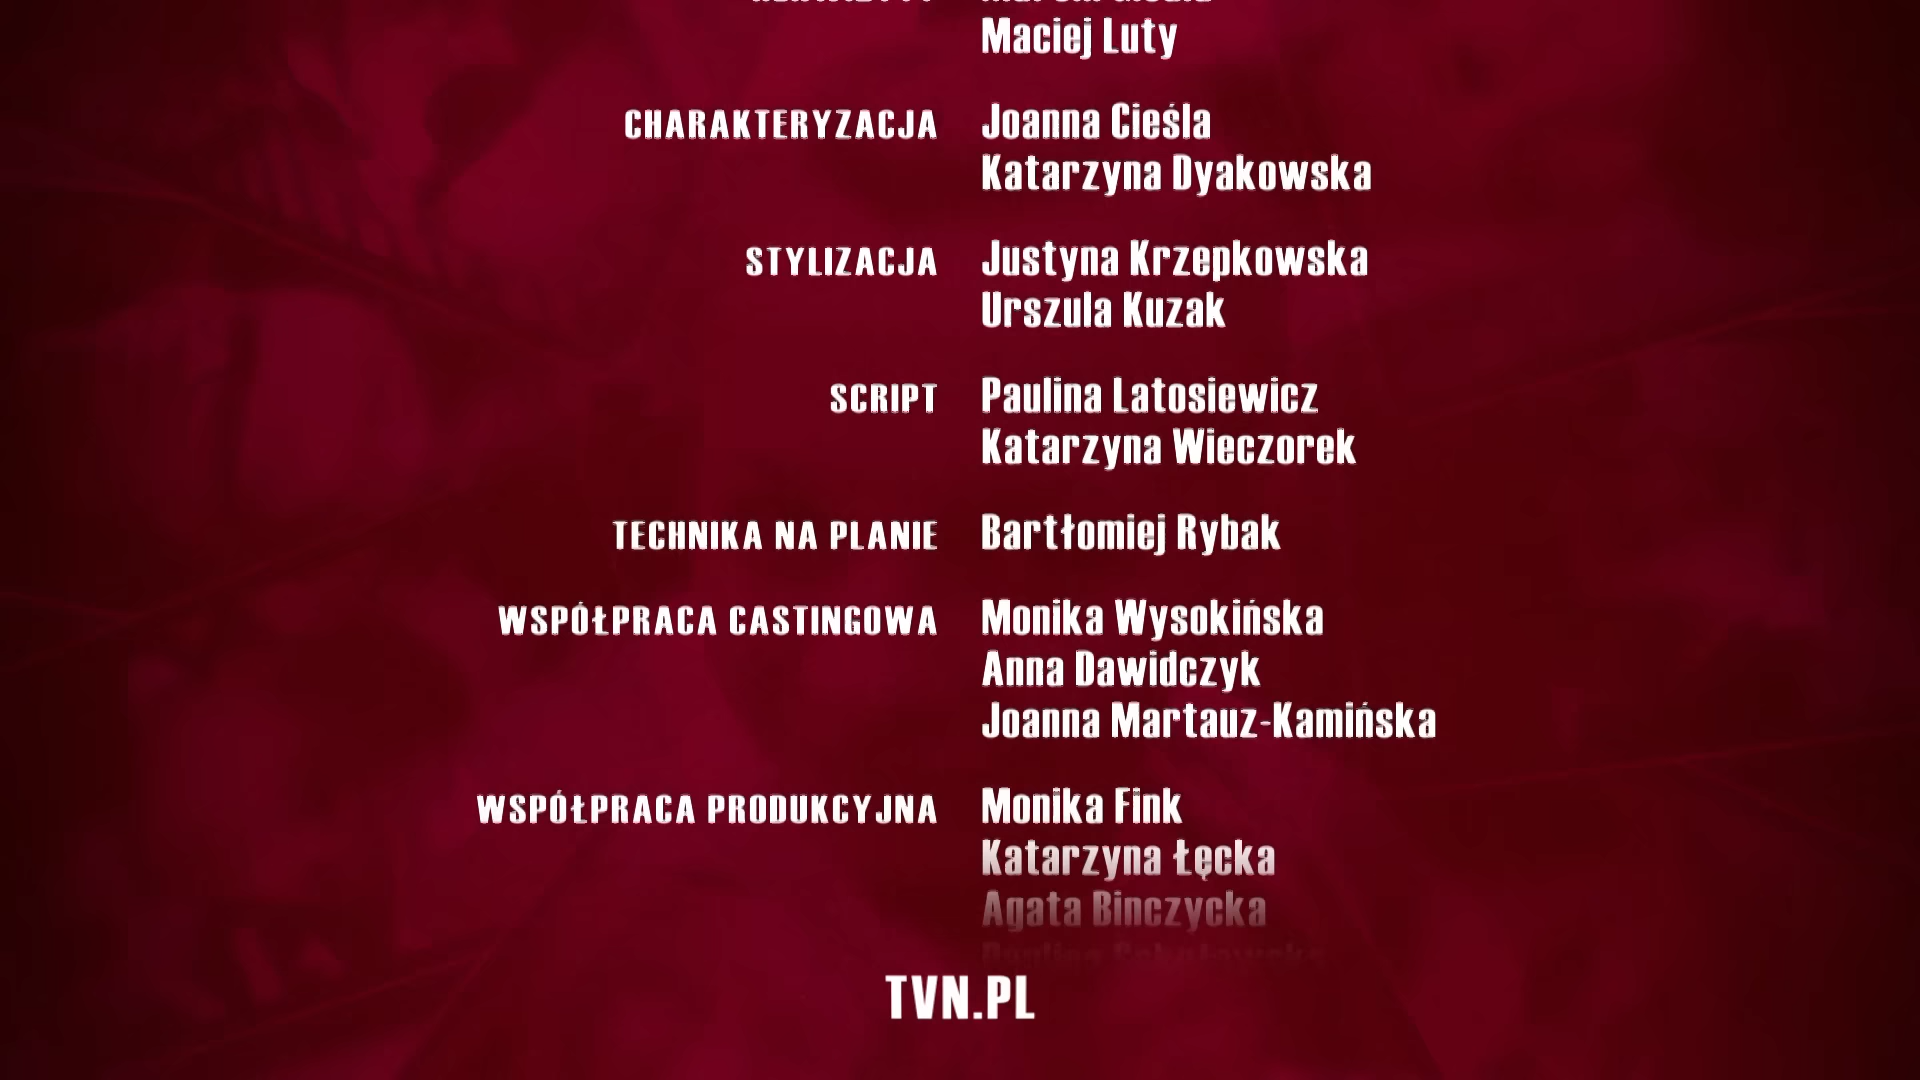 Maciej Luty
CHARAKTERYZACJA Joanna Cieśla
Katarzyna Dyakowska
STYLIZACJA Justyna Krzepkowska
Urszula Kuzak
SCRIPT Paulina Latosiewicz
Katarzyna Wieczorek
TECHNIKA NA PLANIE Bartłomiej Rybak
WSPÓŁPRACA CASTINGOWA Monika Wysokińska
Anna Dawidczyk
Joanna Martauz-Kamińska
WSPÓŁPRACA PRODUKCYJNA Monika Fink
Katarzyna Łęcka
Agata Binczycka
TVN.PL